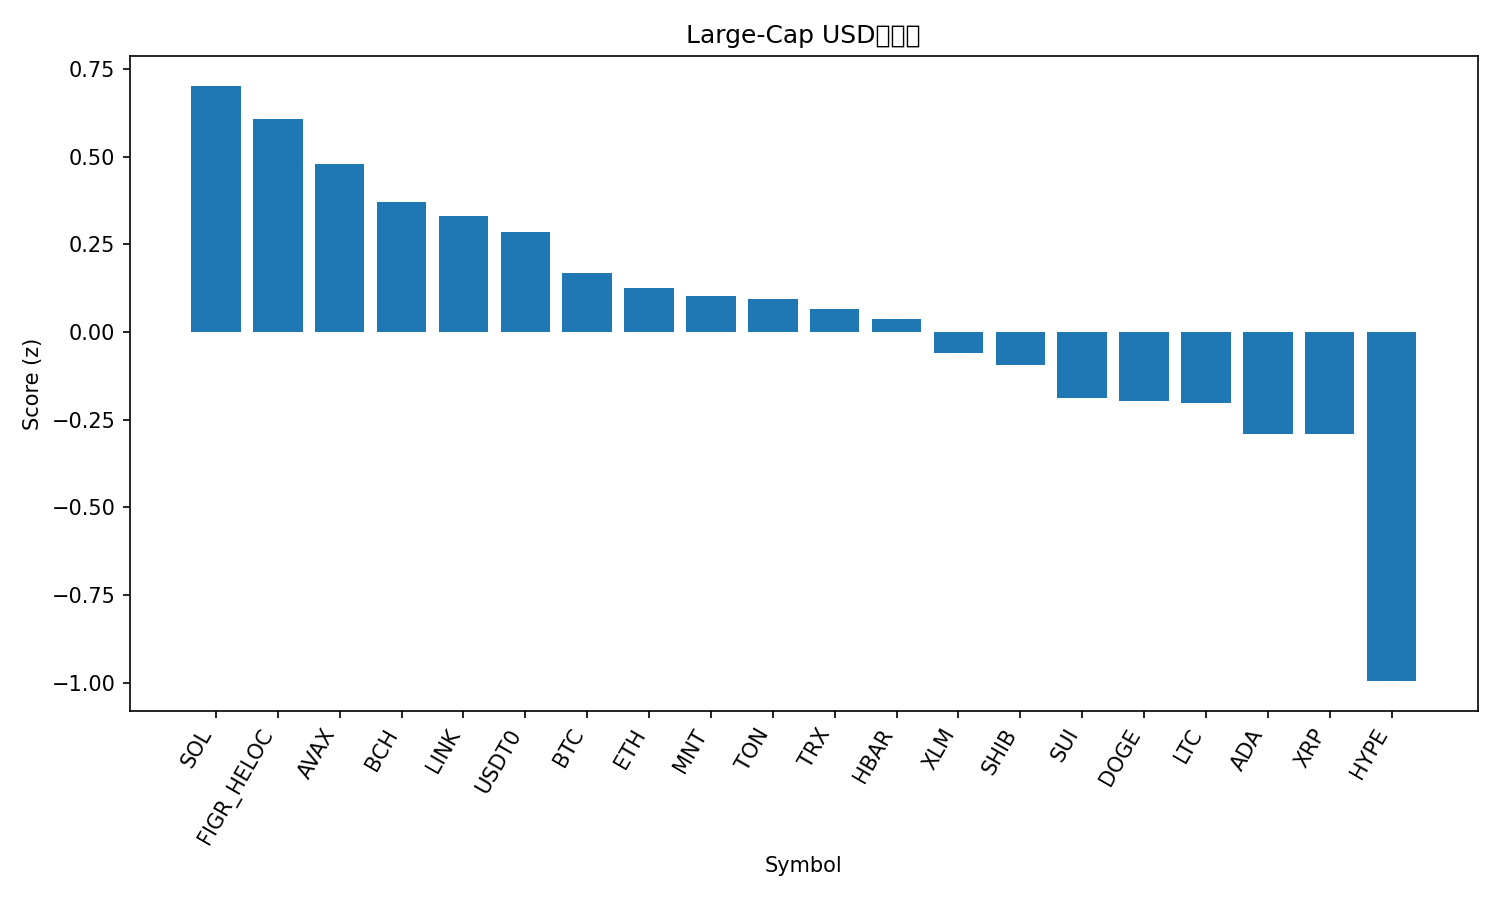 Large-Cap USD
0.75
0.50
0.25
0.00
−0.25
−0.50
−0.75
−1.00
Score (z)
SOL
FIGR_HELOC
AVAX
BCH
LINK
USDT0
BTC
ETH
MNT
TON
TRX
HBAR
XLM
SHIB
SUI
DOGE
LTC
ADA
XRP
HYPE
Symbol